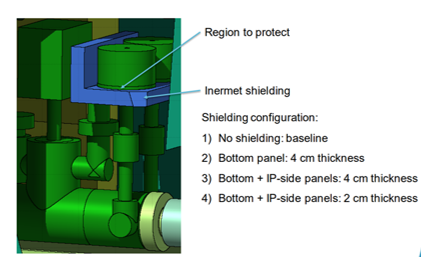 Region to protect
Inermet shielding
Shielding configuration:
1) No shielding: baseline
2) Bottom panel: 4 cm thickness
3) Bottom + IP-side panels: 4 cm thickness
4) Bottom + IP-side panels: 2 cm thickness